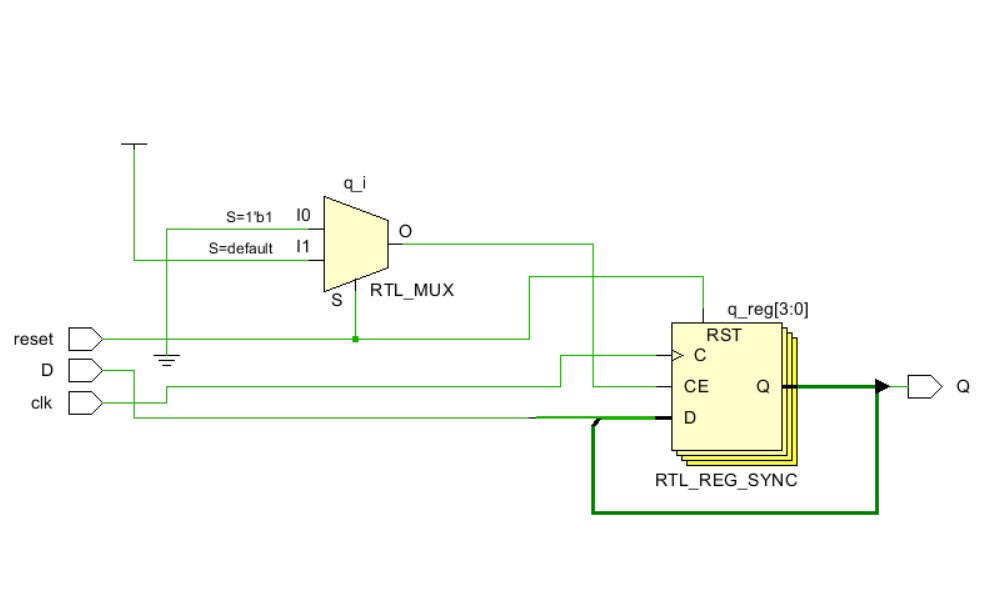 q_i
S=1'b1
I0
O
S=default
I1
S
RTL_MUX
reset
q_reg[3:0]
RST
C
D
CE
Q
Q
clk
D
RTL_REG_SYNC